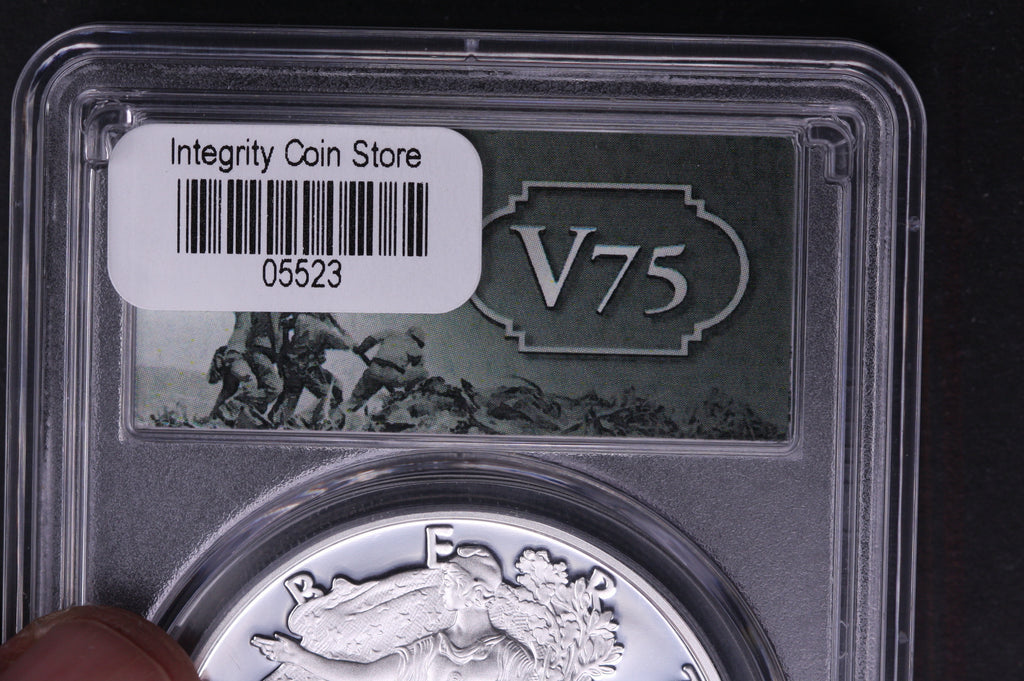 Integrity Coin Store
05523
V75
B E R